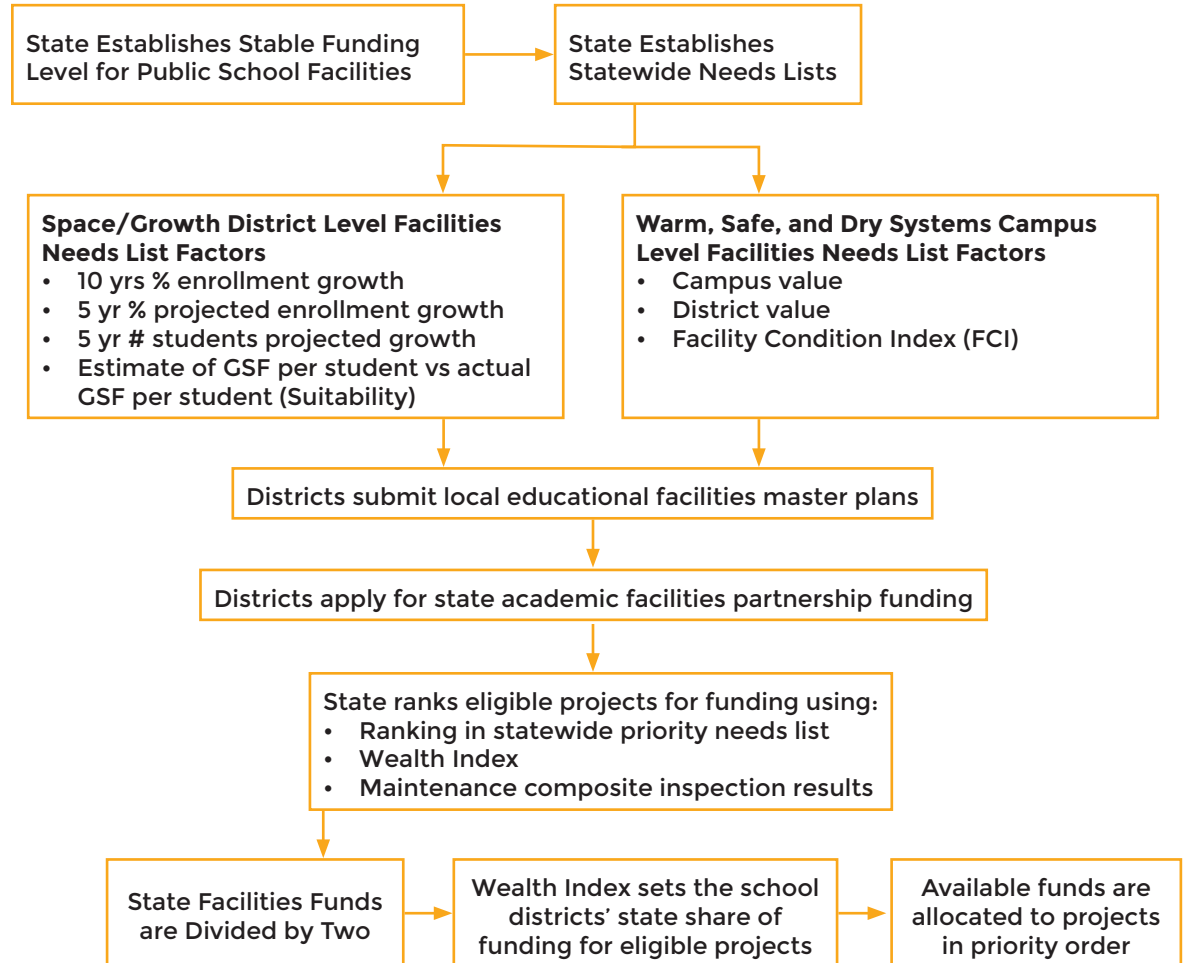 State Establishes Stable Funding
Level for Public School Facilities
State Establishes
Statewide Needs Lists
Space/Growth District Level Facilities
Needs List Factors
• 10 yrs % enrollment growth
• 5 yr % projected enrollment growth
• 5 yr # students projected growth
• Estimate of GSF per student vs actual
GSF per student (Suitability)
Warm, Safe, and Dry Systems Campus
Level Facilities Needs List Factors
• Campus value
• District value
• Facility Condition Index (FCI)
Districts submit local educational facilities master plans
Districts apply for state academic facilities partnership funding
State ranks eligible projects for funding using:
• Ranking in statewide priority needs list
• Wealth Index
• Maintenance composite inspection results
State Facilities Funds
are Divided by Two
Wealth Index sets the school
districts’ state share of
funding for eligible projects
Available funds are
allocated to projects
in priority order